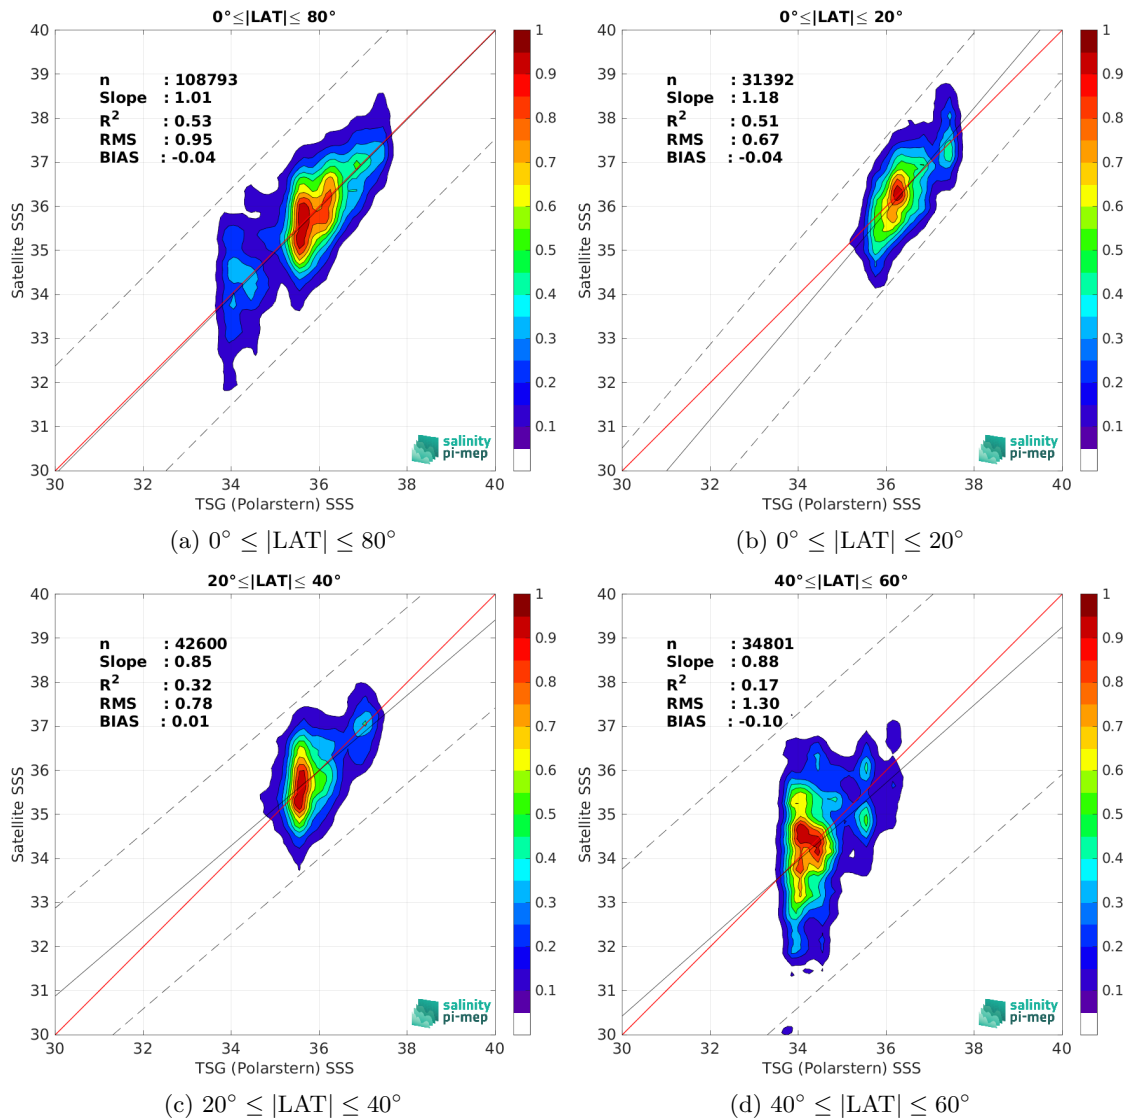 0°≤|LAT|≤ 80°
40
39
38
37
36
35
34
33
32
31
30
n : 108793
Slope : 1.01
R² : 0.53
RMS : 0.95
BIAS : -0.04
Satellite SSS
30 32 34 36 38 40
TSG (Polarstern) SSS
1
0.9
0.8
0.7
0.6
0.5
0.4
0.3
0.2
0.1
salinity
pi-mep
(a) 0° ≤ |LAT| ≤ 80°
0°≤|LAT|≤ 20°
40
39
38
37
36
35
34
33
32
31
30
n : 31392
Slope : 1.18
R² : 0.51
RMS : 0.67
BIAS : -0.04
Satellite SSS
30 32 34 36 38 40
TSG (Polarstern) SSS
1
0.9
0.8
0.7
0.6
0.5
0.4
0.3
0.2
0.1
salinity
pi-mep
(b) 0° ≤ |LAT| ≤ 20°
20°≤|LAT|≤ 40°
40
39
38
37
36
35
34
33
32
31
30
n : 42600
Slope : 0.85
R² : 0.32
RMS : 0.78
BIAS : 0.01
Satellite SSS
30 32 34 36 38 40
TSG (Polarstern) SSS
1
0.9
0.8
0.7
0.6
0.5
0.4
0.3
0.2
0.1
salinity
pi-mep
(c) 20° ≤ |LAT| ≤ 40°
40°≤|LAT|≤ 60°
40
39
38
37
36
35
34
33
32
31
30
n : 34801
Slope : 0.88
R² : 0.17
RMS : 1.30
BIAS : -0.10
Satellite SSS
30 32 34 36 38 40
TSG (Polarstern) SSS
1
0.9
0.8
0.7
0.6
0.5
0.4
0.3
0.2
0.1
salinity
pi-mep
(d) 40° ≤ |LAT| ≤ 60°